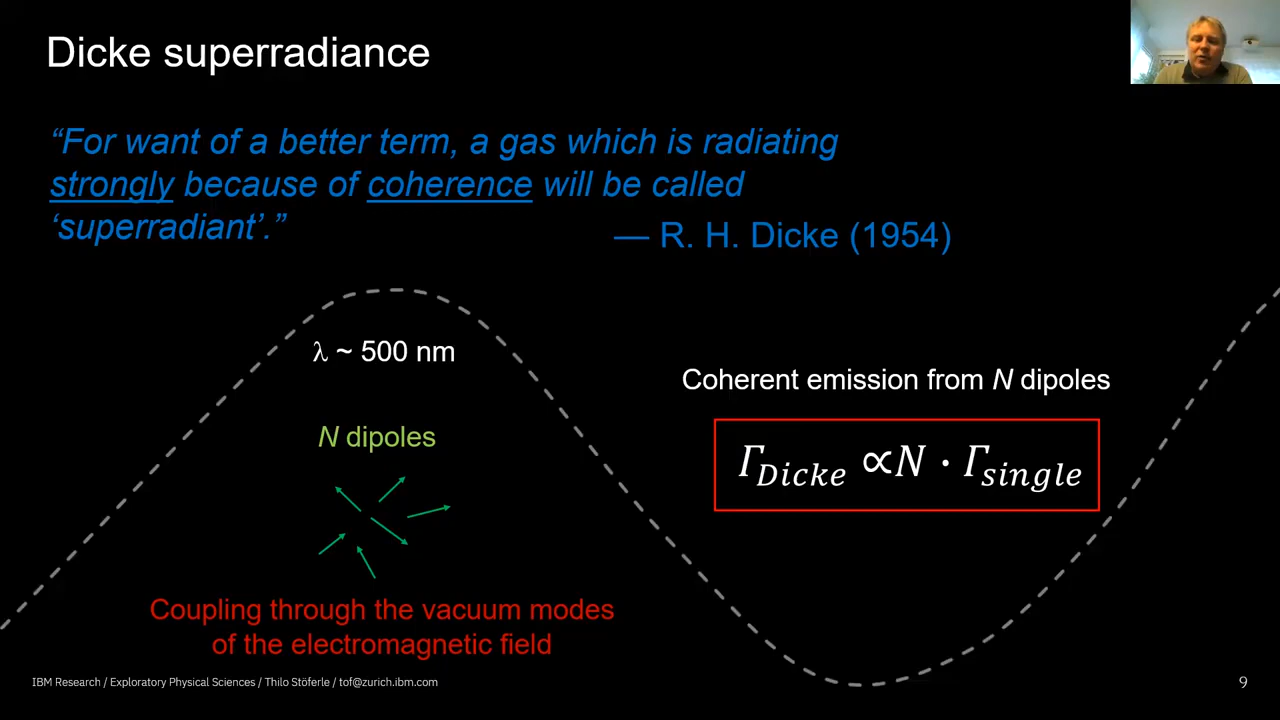 Dicke superradiance
“For want of a better term, a gas which is radiating
strongly because of coherence will be called
‘superradiant’.”
— R. H. Dicke (1954)
λ ~ 500 nm
Coherent emission from N dipoles
N dipoles
Γ_Dicke ∝N · Γ_single
Coupling through the vacuum modes
of the electromagnetic field
IBM Research / Exploratory Physical Sciences / Thilo Stöferle / tof@zurich.ibm.com
9